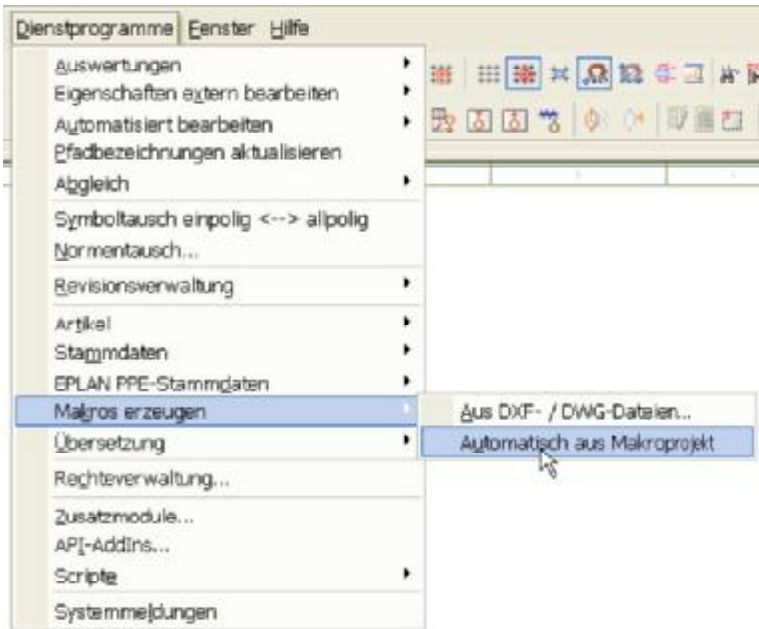 Dienstprogramme Fenster Hilfe
Auswertungen
Eigenschaften extern bearbeiten
Automatisiert bearbeiten
Pfadbezeichnungen aktualisieren
Abgleich
Symboltausch einpolig <--> allpolig
Normentausch...
Revisionsverwaltung
Artikel
Stammdaten
EPLAN PPE-Stammdaten
Makros erzeugen
Aus DXF- / DWG-Dateien...
Automatisch aus Makroprojekt
Übersetzung
Rechteverwaltung...
Zusatzmodule...
API-AddIns...
Scripte
Systemmeldungen